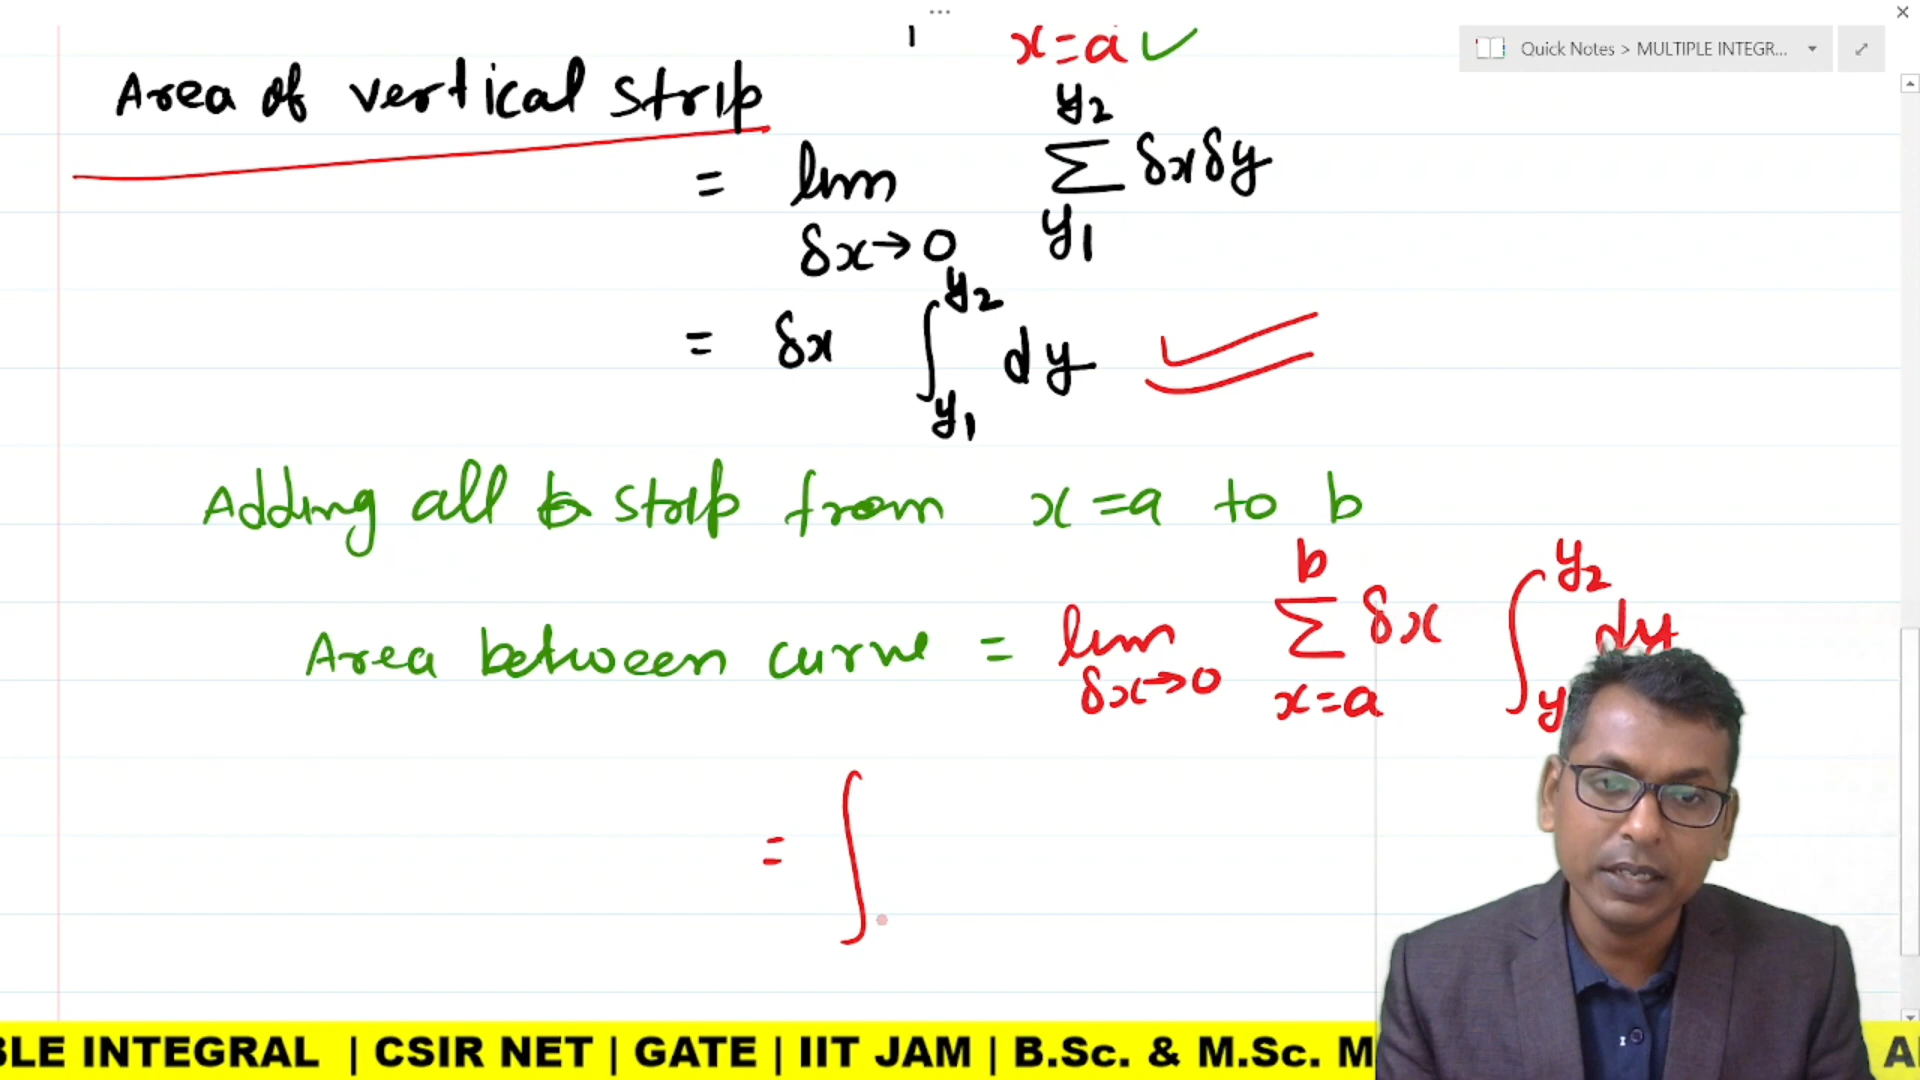 ...
Quick Notes > MULTIPLE INTEGR...
x=a✓
Area of vertical strip
= lim δx→0 ∑ y₁ y₂ δxδy
= δx ∫ y₁ y₂ dy
Adding all strip from x=a to b
Area between curve = lim δx→0 ∑ x=a b δx ∫ y y₂ dy
= ∫
BLE INTEGRAL | CSIR NET | GATE | IIT JAM | B.Sc. & M.Sc. M